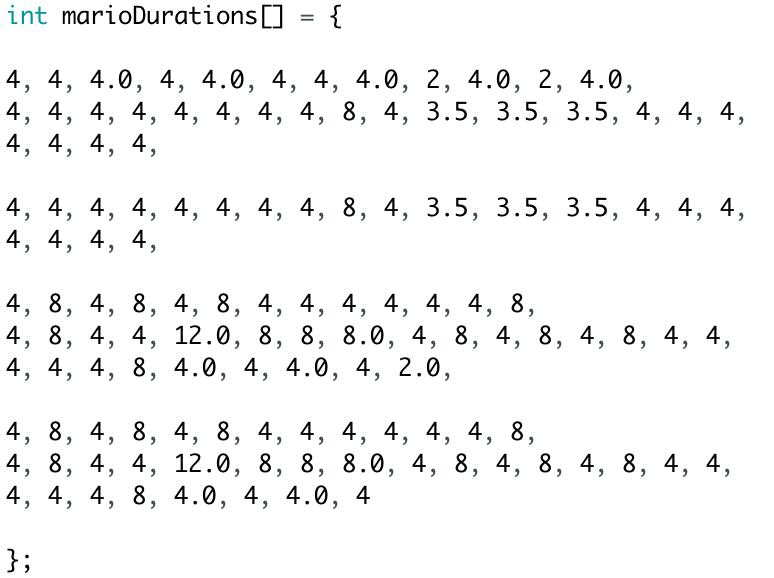 int marioDurations[] = {
4, 4, 4.0, 4, 4.0, 4, 4, 4.0, 2, 4.0, 2, 4.0,
4, 4, 4, 4, 4, 4, 4, 4, 8, 4, 3.5, 3.5, 3.5, 4, 4, 4,
4, 4, 4, 4,
4, 4, 4, 4, 4, 4, 4, 4, 8, 4, 3.5, 3.5, 3.5, 4, 4, 4,
4, 4, 4, 4,
4, 8, 4, 8, 4, 8, 4, 4, 4, 4, 4, 4, 8,
4, 8, 4, 4, 12.0, 8, 8, 8.0, 4, 8, 4, 8, 4, 8, 4, 4,
4, 4, 4, 8, 4.0, 4, 4.0, 4, 2.0,
4, 8, 4, 8, 4, 8, 4, 4, 4, 4, 4, 4, 8,
4, 8, 4, 4, 12.0, 8, 8, 8.0, 4, 8, 4, 8, 4, 8, 4, 4,
4, 4, 4, 8, 4.0, 4, 4.0, 4
};